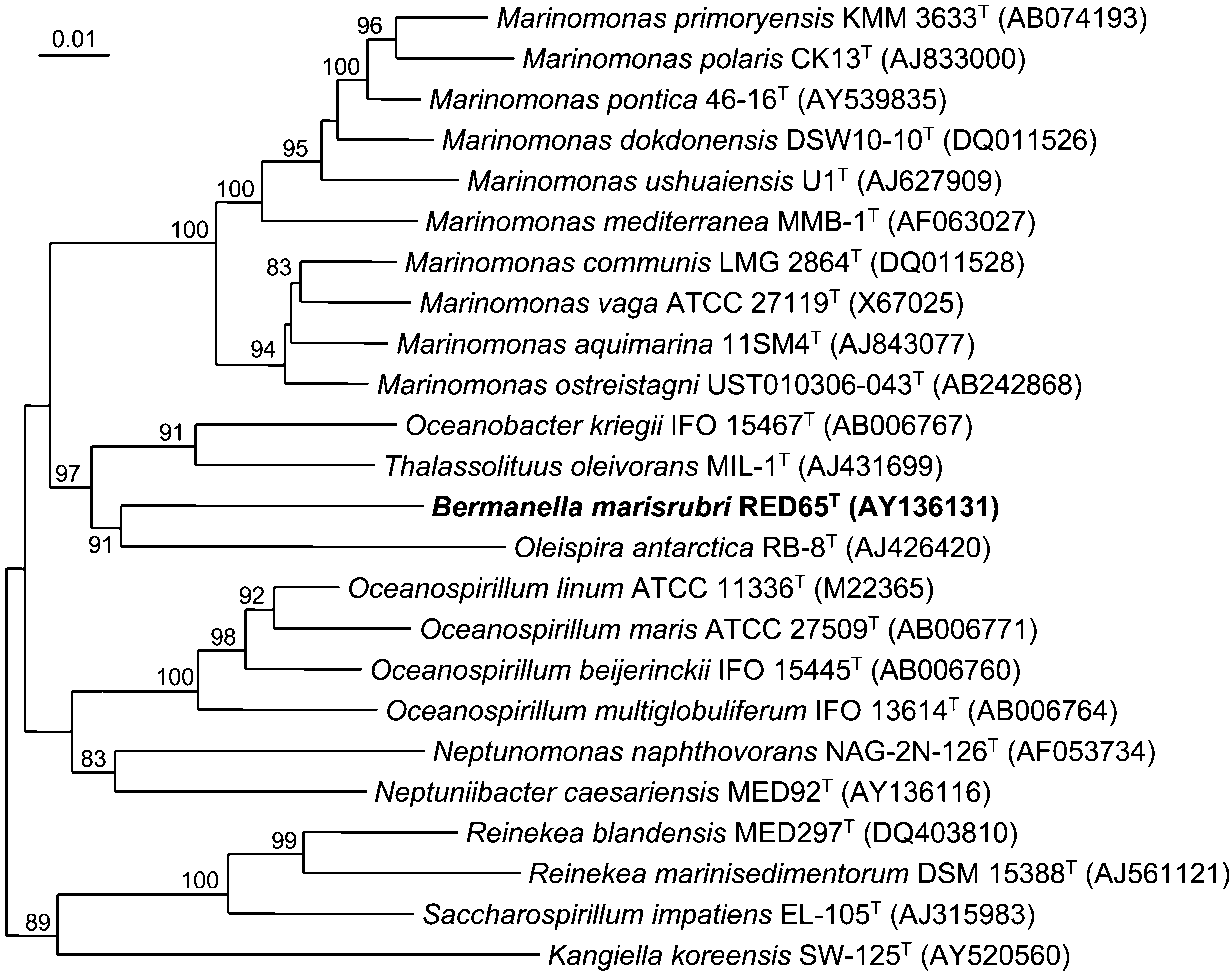 96 Marinomonas primoryensis KMM 3633ᵀ (AB074193)
0.01
Marinomonas polaris CK13ᵀ (AJ833000)
100
Marinomonas pontica 46-16ᵀ (AY539835)
Marinomonas dokdonensis DSW10-10ᵀ (DQ011526)
95
Marinomonas ushuaiensis U1ᵀ (AJ627909)
100
Marinomonas mediterranea MMB-1ᵀ (AF063027)
100
83 Marinomonas communis LMG 2864ᵀ (DQ011528)
Marinomonas vaga ATCC 27119ᵀ (X67025)
94 Marinomonas aquimarina 11SM4ᵀ (AJ843077)
Marinomonas ostreistagni UST010306-043ᵀ (AB242868)
91 Oceanobacter kriegii IFO 15467ᵀ (AB006767)
97 Thalassolituus oleivorans MIL-1ᵀ (AJ431699)
Bermanella marisrubri RED65ᵀ (AY136131)
91 Oleispira antarctica RB-8ᵀ (AJ426420)
92 Oceanospirillum linum ATCC 11336ᵀ (M22365)
98 Oceanospirillum maris ATCC 27509ᵀ (AB006771)
100 Oceanospirillum beijerinckii IFO 15445ᵀ (AB006760)
Oceanospirillum multiglobuliferum IFO 13614ᵀ (AB006764)
83 Neptunomonas naphthovorans NAG-2N-126ᵀ (AF053734)
Neptuniibacter caesariensis MED92ᵀ (AY136116)
99 Reinekea blandensis MED297ᵀ (DQ403810)
100 Reinekea marinisedimentorum DSM 15388ᵀ (AJ561121)
89 Saccharospirillum impatiens EL-105ᵀ (AJ315983)
Kangiella koreensis SW-125ᵀ (AY520560)